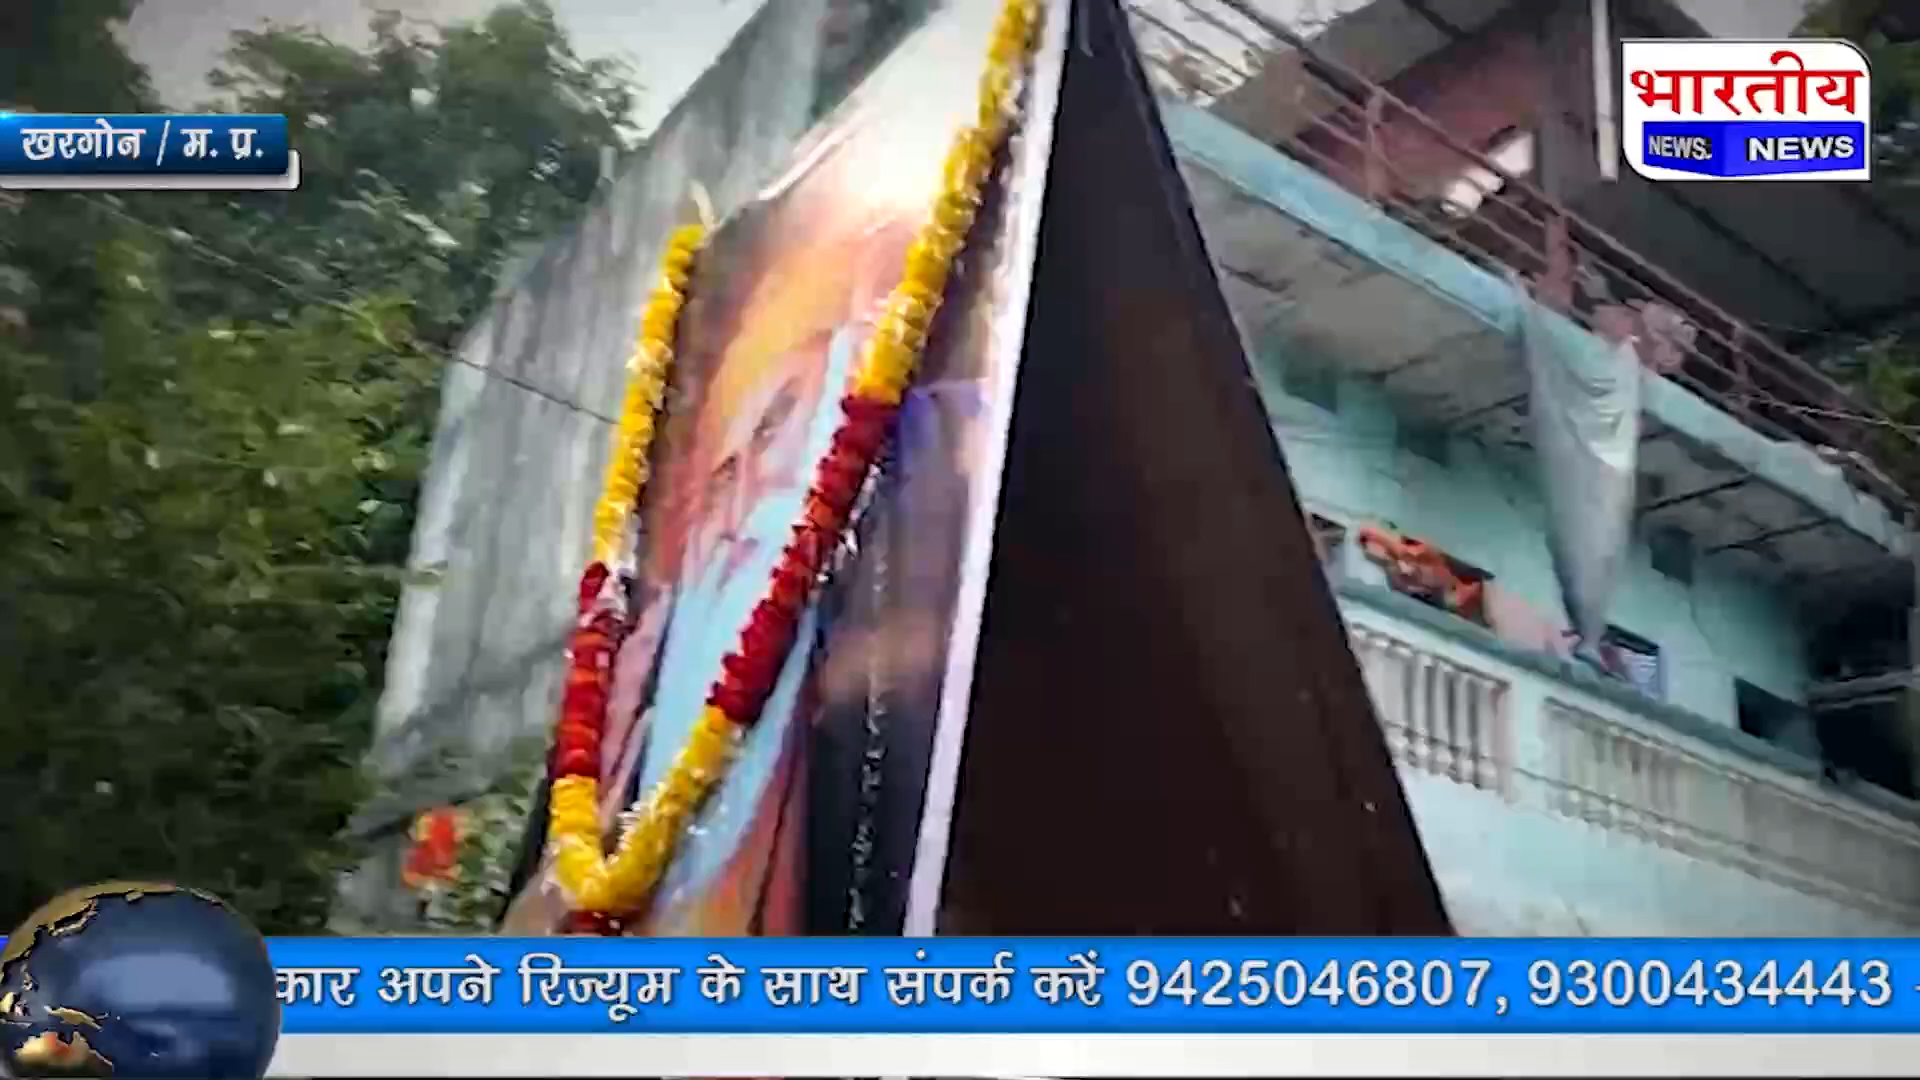 खरगोन / म. प्र.
भारतीय
NEWS. NEWS
कार अपने रिज्यूम के साथ संपर्क करें 9425046807, 9300434443